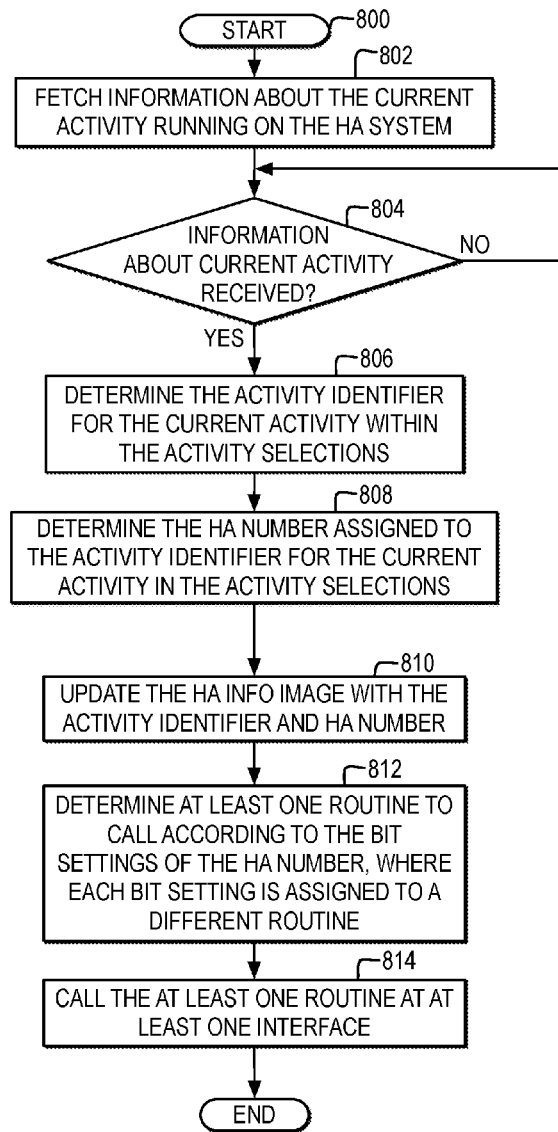 START
800
802
FETCH INFORMATION ABOUT THE CURRENT
ACTIVITY RUNNING ON THE HA SYSTEM
804
INFORMATION
ABOUT CURRENT ACTIVITY
RECEIVED?
NO
YES
806
DETERMINE THE ACTIVITY IDENTIFIER
FOR THE CURRENT ACTIVITY WITHIN
THE ACTIVITY SELECTIONS
808
DETERMINE THE HA NUMBER ASSIGNED TO
THE ACTIVITY IDENTIFIER FOR THE CURRENT
ACTIVITY IN THE ACTIVITY SELECTIONS
810
UPDATE THE HA INFO IMAGE WITH THE
ACTIVITY IDENTIFIER AND HA NUMBER
812
DETERMINE AT LEAST ONE ROUTINE TO
CALL ACCORDING TO THE BIT
SETTINGS OF THE HA NUMBER, WHERE
EACH BIT SETTING IS ASSIGNED TO A
DIFFERENT ROUTINE
814
CALL THE AT LEAST ONE ROUTINE AT AT
LEAST ONE INTERFACE
END